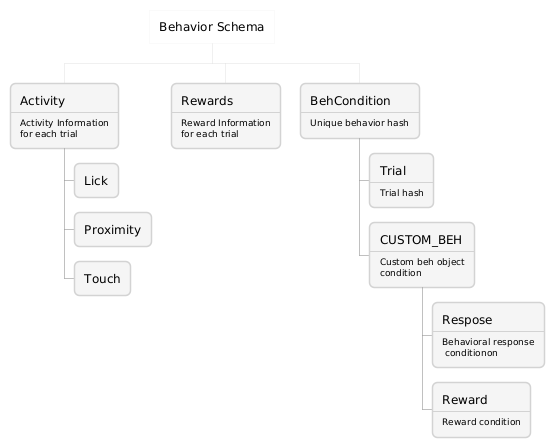 Behavior Schema
Activity
Activity Information
for each trial
Lick
Proximity
Touch
Rewards
Reward Information
for each trial
BehCondition
Unique behavior hash
Trial
Trial hash
CUSTOM_BEH
Custom beh object
condition
Respose
Behavioral response
conditionon
Reward
Reward condition